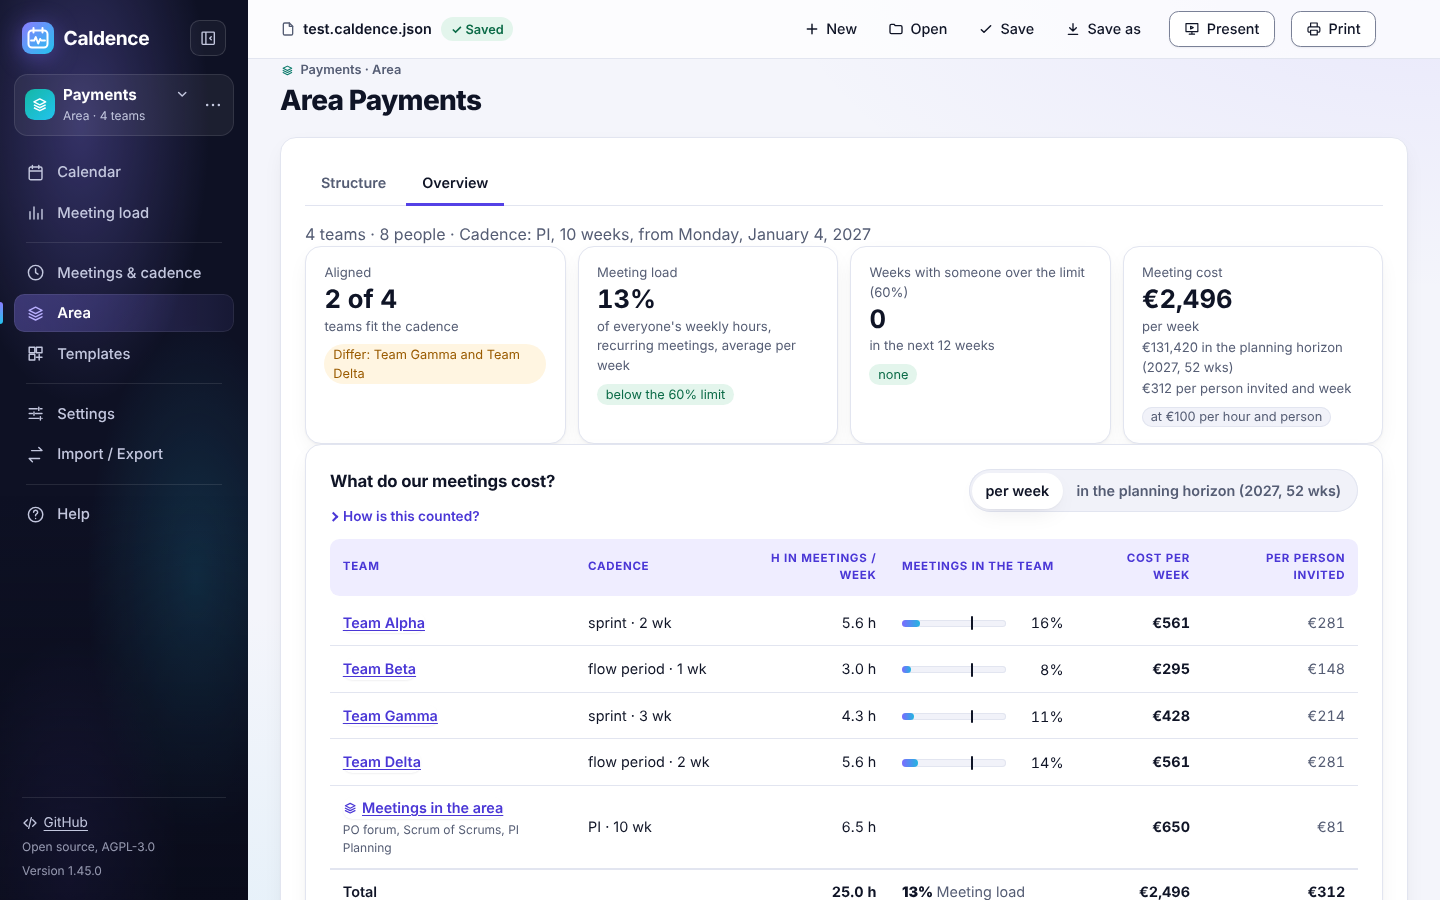 Caldence
Payments
Area · 4 teams
Calendar
Meeting load
Meetings & cadence
Area
Templates
Settings
Import / Export
Help
GitHub
Open source, AGPL-3.0
Version 1.45.0
test.caldence.json
Saved
New
Open
Save
Save as
Present
Print
Payments · Area
Area Payments
Structure
Overview
4 teams · 8 people · Cadence: PI, 10 weeks, from Monday, January 4, 2027
Aligned
2 of 4
teams fit the cadence
Differ: Team Gamma and Team
Delta
Meeting load
13%
of everyone's weekly hours,
recurring meetings, average per
week
below the 60% limit
Weeks with someone over the limit
(60%)
0
in the next 12 weeks
none
Meeting cost
€2,496
per week
€131,420 in the planning horizon
(2027, 52 wks)
€312 per person invited and week
at €100 per hour and person
What do our meetings cost?
How is this counted?
per week
in the planning horizon (2027, 52 wks)
TEAM CADENCE H IN MEETINGS / WEEK MEETINGS IN THE TEAM COST PER WEEK PER PERSON INVITED
Team Alpha sprint · 2 wk 5.6 h 16% €561 €281
Team Beta flow period · 1 wk 3.0 h 8% €295 €148
Team Gamma sprint · 3 wk 4.3 h 11% €428 €214
Team Delta flow period · 2 wk 5.6 h 14% €561 €281
Meetings in the area
PO forum, Scrum of Scrums, PI
Planning
PI · 10 wk 6.5 h €650 €81
Total 25.0 h 13% Meeting load €2,496 €312